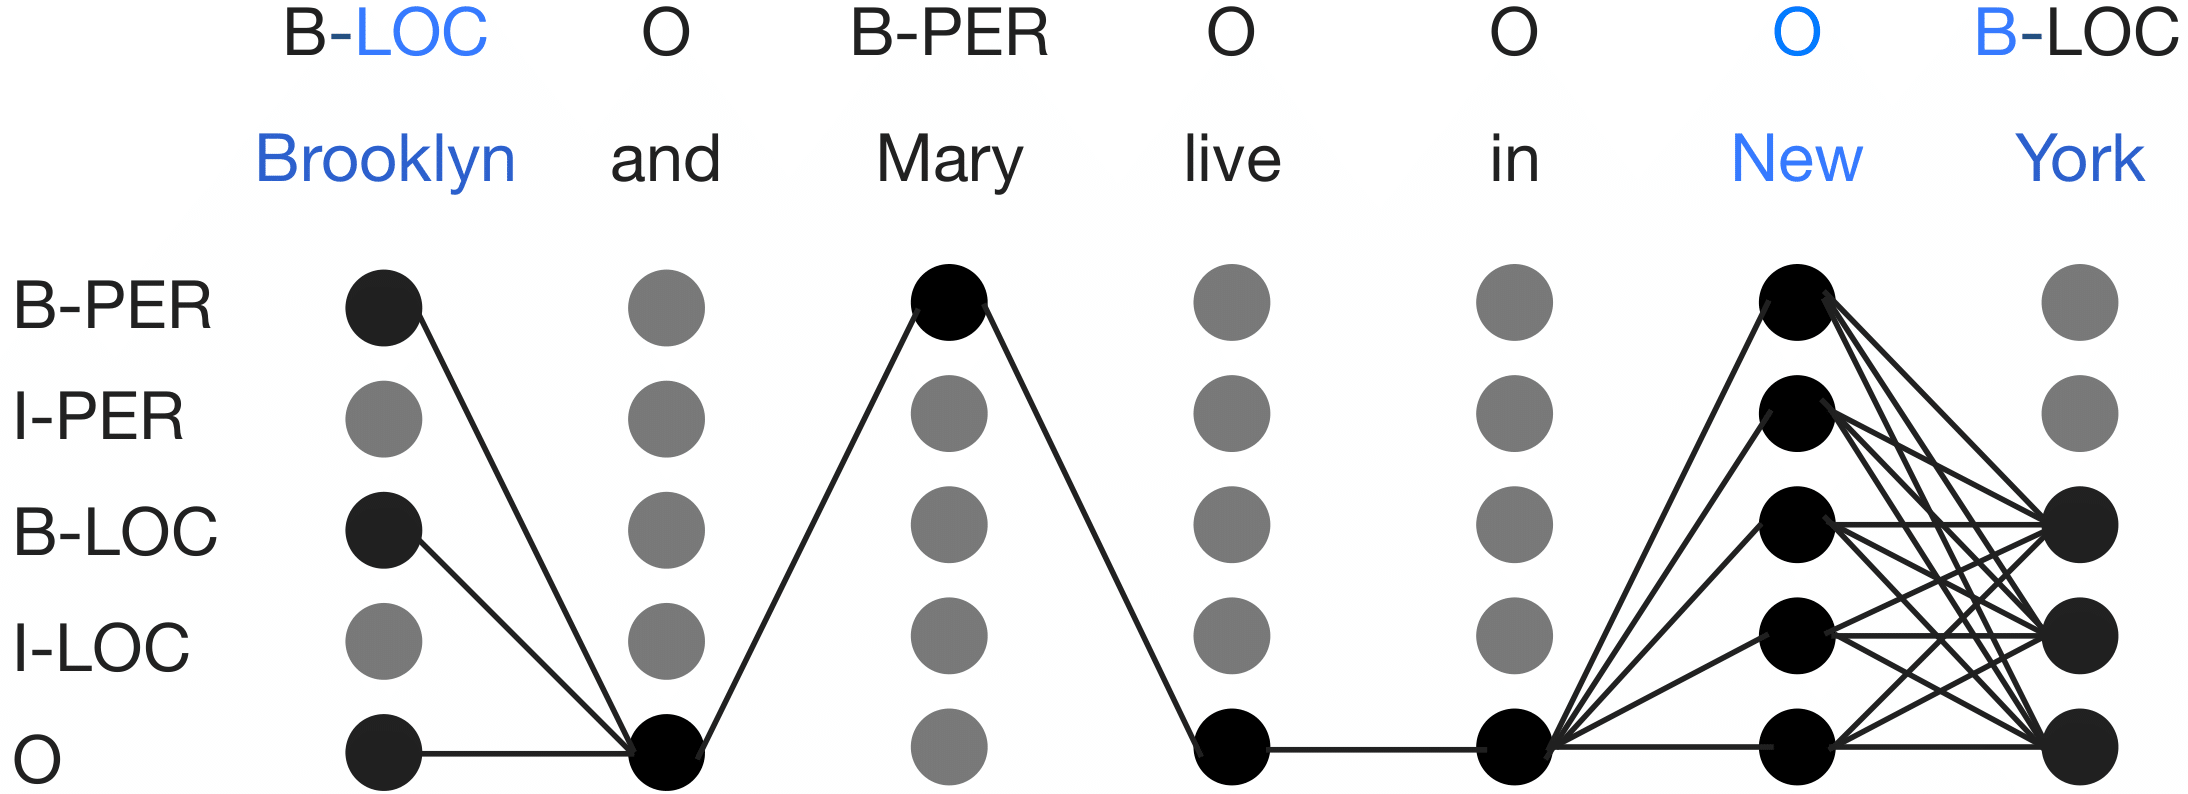 B-LOC O B-PER O O O B-LOC
Brooklyn and Mary live in New York
B-PER
I-PER
B-LOC
I-LOC
O